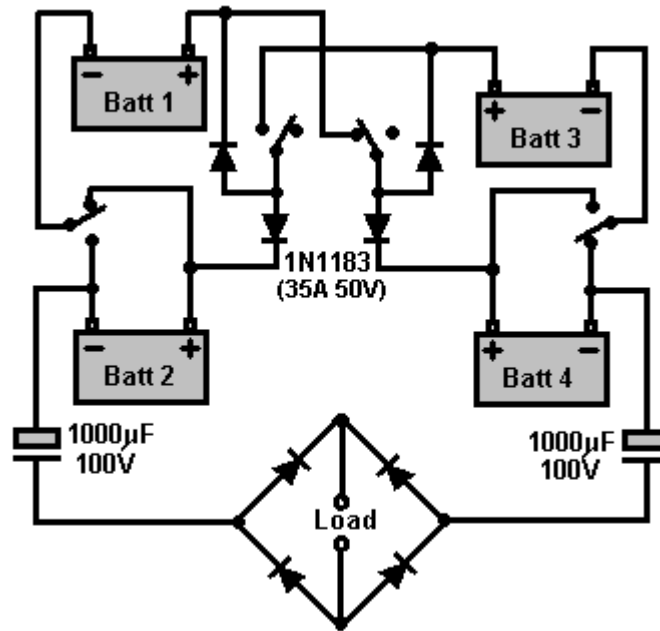 - +
Batt 1
+ -
Batt 3
1N1183
(35A 50V)
- +
Batt 2
+ -
Batt 4
1000µF
100V
1000µF
100V
Load